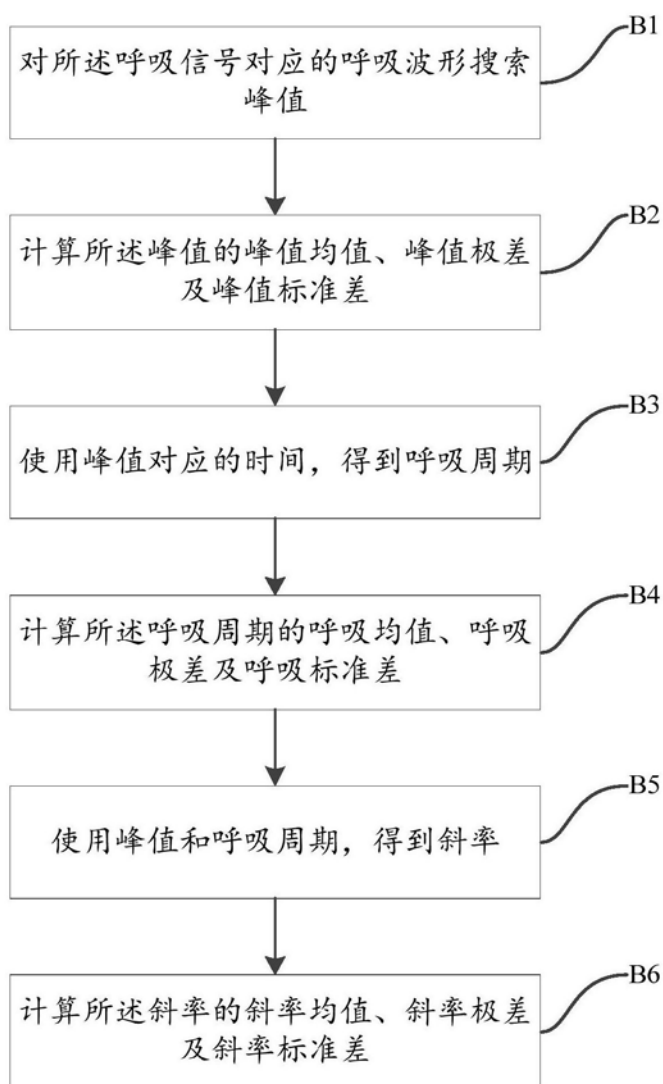 B1
对所述呼吸信号对应的呼吸波形搜索
峰值
B2
计算所述峰值的峰值均值、峰值极差
及峰值标准差
B3
使用峰值对应的时间，得到呼吸周期
B4
计算所述呼吸周期的呼吸均值、呼吸
极差及呼吸标准差
B5
使用峰值和呼吸周期，得到斜率
B6
计算所述斜率的斜率均值、斜率极差
及斜率标准差